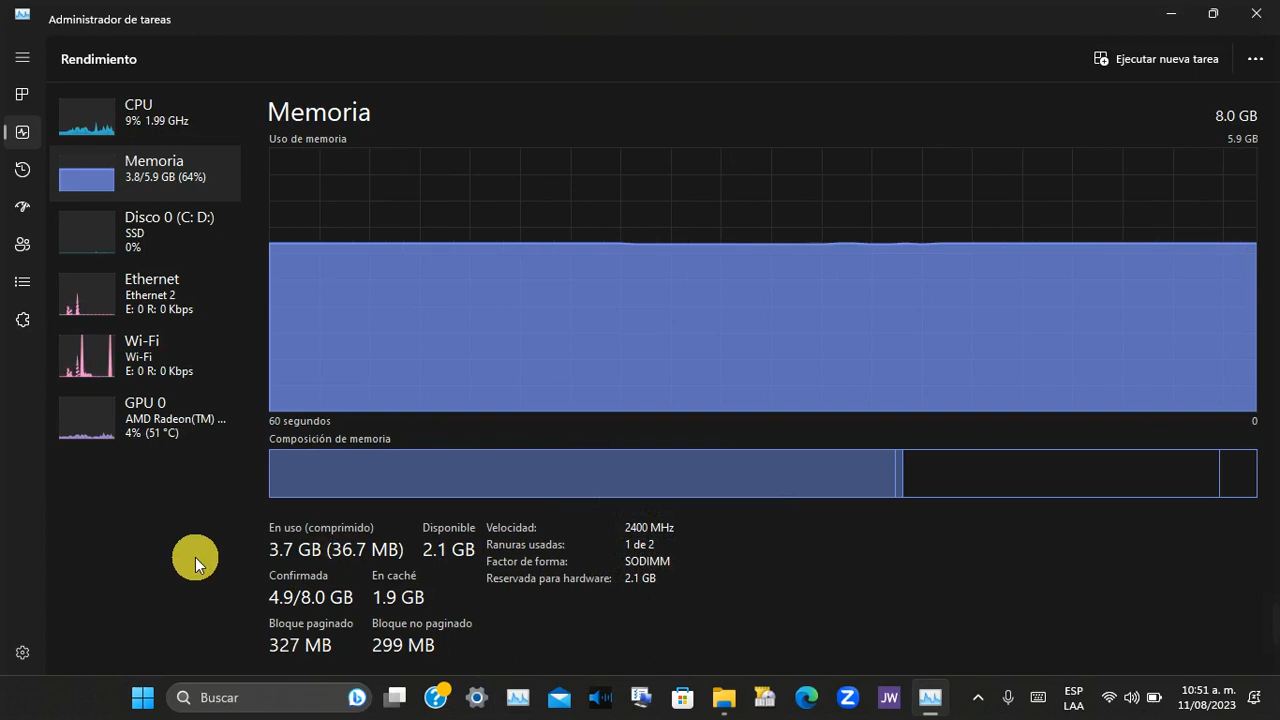 Administrador de tareas
Rendimiento
Ejecutar nueva tarea
CPU
9% 1.99 GHz
Memoria
3.8/5.9 GB (64%)
Disco 0 (C: D:)
SSD
0%
Ethernet
Ethernet 2
E: 0 R: 0 Kbps
Wi-Fi
Wi-Fi
E: 0 R: 0 Kbps
GPU 0
AMD Radeon(TM) ...
4% (51 °C)
Memoria
8.0 GB
Uso de memoria
5.9 GB
60 segundos
0
Composición de memoria
En uso (comprimido)
3.7 GB (36.7 MB)
Disponible
2.1 GB
Confirmada
4.9/8.0 GB
En caché
1.9 GB
Bloque paginado
327 MB
Bloque no paginado
299 MB
Velocidad: 2400 MHz
Ranuras usadas: 1 de 2
Factor de forma: SODIMM
Reservada para hardware: 2.1 GB
Buscar
JW
ESP
LAA
10:51 a. m.
11/08/2023